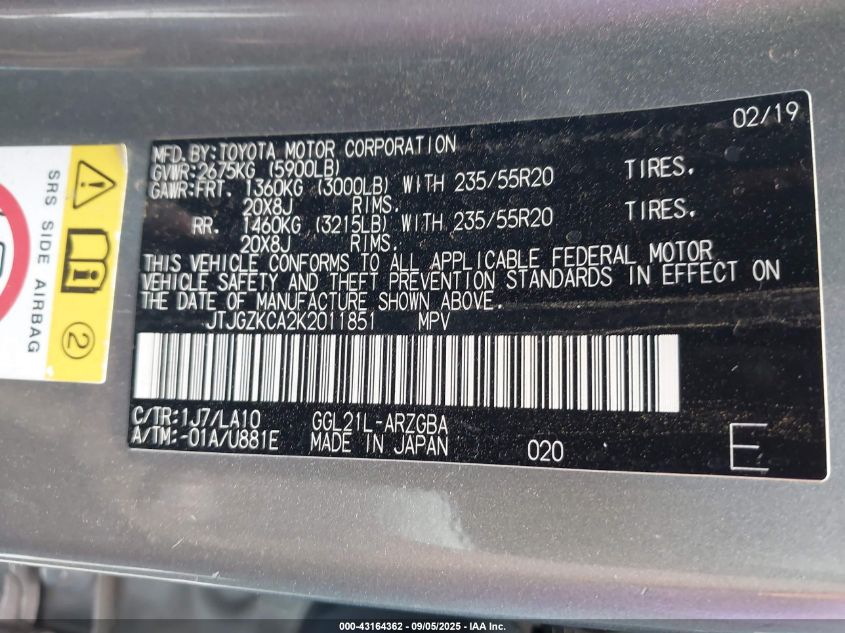 02/19
MFD. BY: TOYOTA MOTOR CORPORATION
GVWR: 2675KG (5900LB)
GAWR: FRT. 1360KG (3000LB) WITH 235/55R20 TIRES.
20X8J RIMS.
RR. 1460KG (3215LB) WITH 235/55R20 TIRES.
20X8J RIMS.
THIS VEHICLE CONFORMS TO ALL APPLICABLE FEDERAL MOTOR
VEHICLE SAFETY AND THEFT PREVENTION STANDARDS IN EFFECT ON
THE DATE OF MANUFACTURE SHOWN ABOVE.
JTJGZKCA2K2011851 MPV
C/TR: 1J7/LA10 GGL21L-ARZGBA
A/TM: -01A/U881E MADE IN JAPAN 020 E
SRS SIDE AIRBAG
2
000-43164362 - 09/05/2025 - IAA Inc.